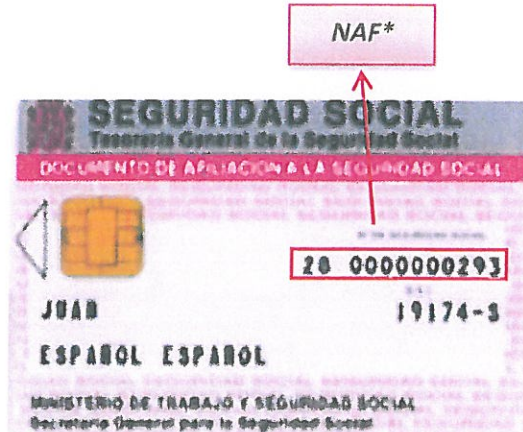 NAF*
SEGURIDAD SOCIAL
Tesorería General de la Seguridad Social
DOCUMENTO DE AFILIACION A LA SEGURIDAD SOCIAL
28 0000000293
JUAN
19174-S
ESPAÑOL ESPAÑOL
MINISTERIO DE TRABAJO Y SEGURIDAD SOCIAL
Secretaría General para la Seguridad Social